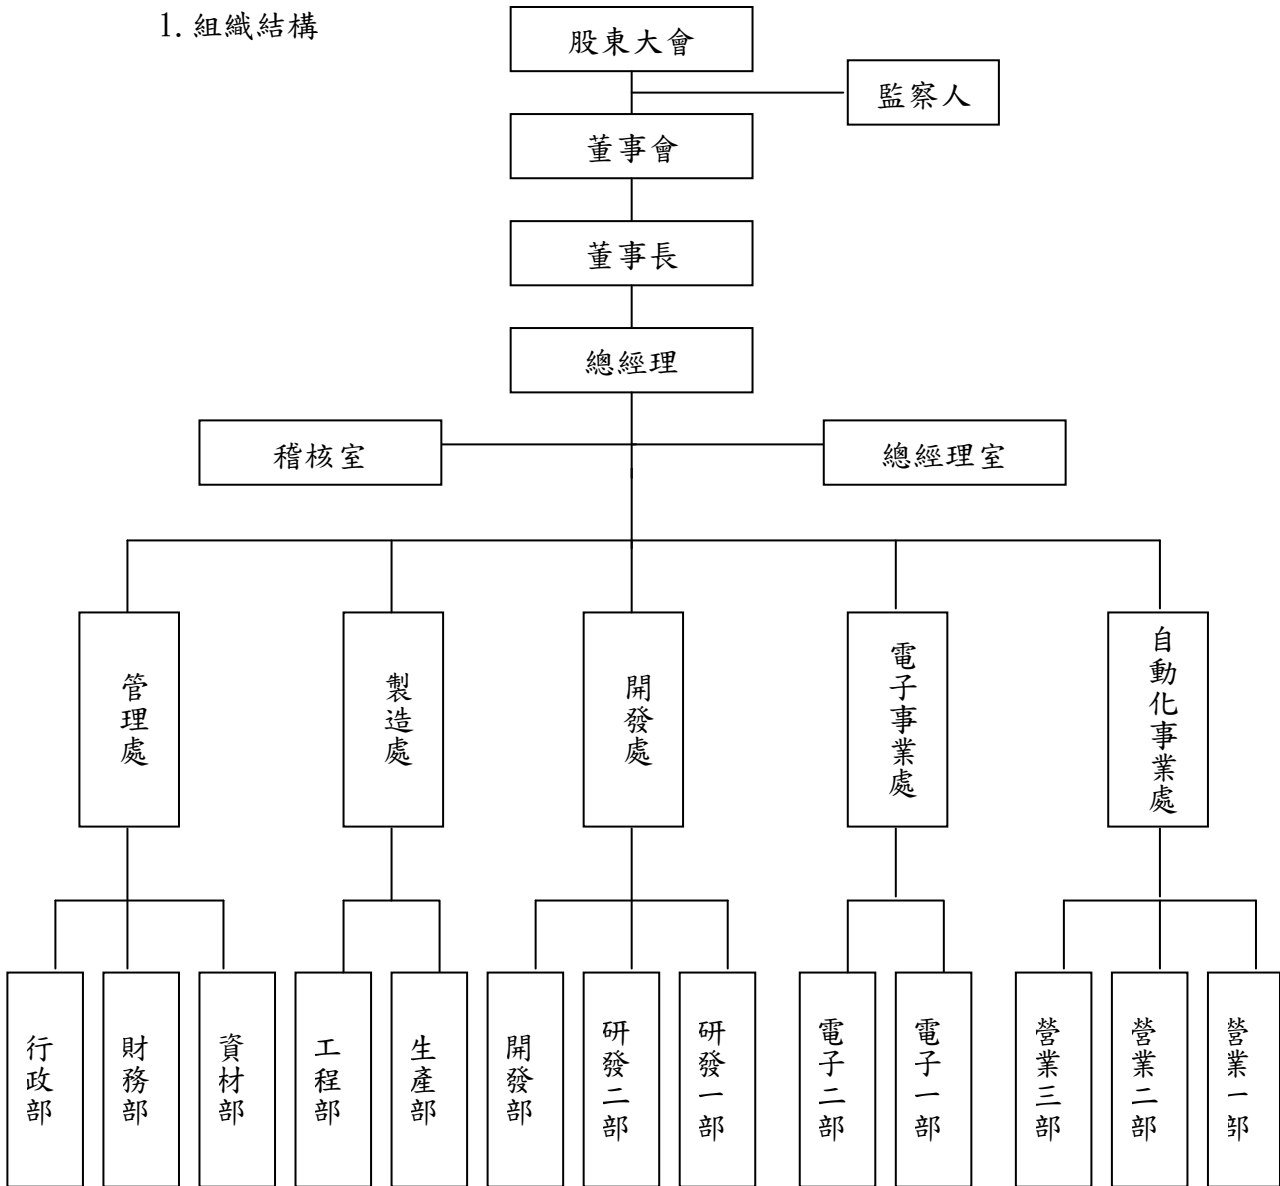 1. 組織結構
股東大會
監察人
董事會
董事長
總經理
稽核室
總經理室
管理處
製造處
開發處
電子事業處
自動化事業處
行政部
財務部
資材部
工程部
生產部
開發部
研發二部
研發一部
電子二部
電子一部
營業三部
營業二部
營業一部